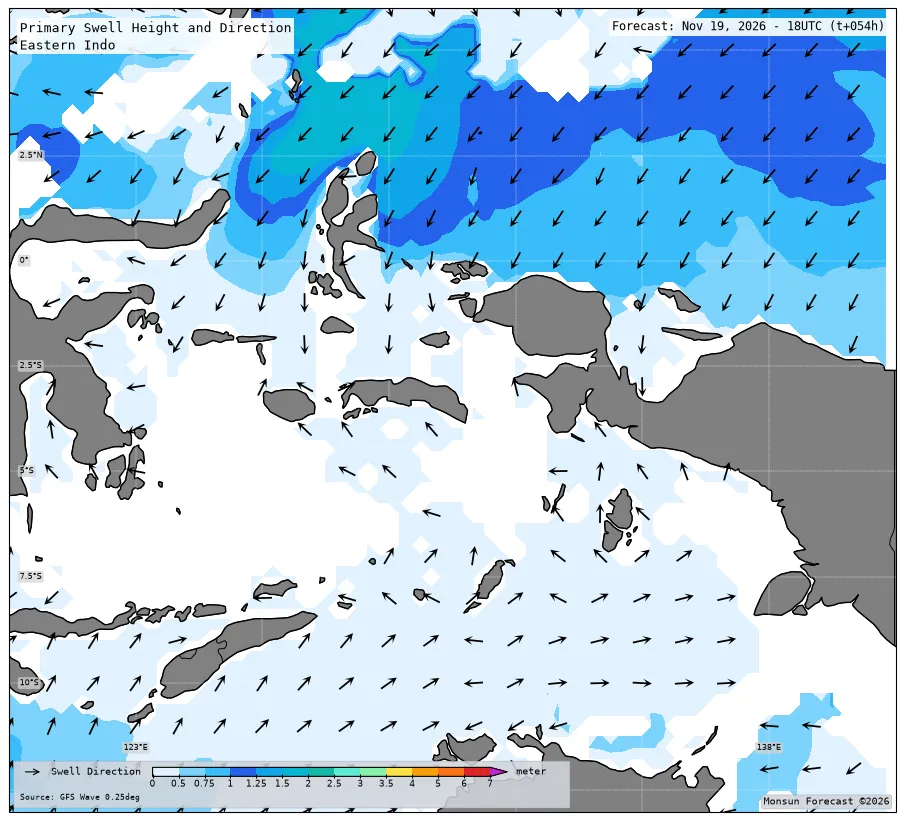 Primary Swell Height and Direction
Eastern Indo
Forecast: Nov 19, 2026 - 18UTC (t+054h)
2.5°N
0°
2.5°S
5°S
7.5°S
10°S
123°E
138°E
Swell Direction
0 0.5 0.75 1 1.25 1.5 2 2.5 3 3.5 4 5 6 7
meter
Source: GFS Wave 0.25deg
Monsun Forecast ©2026